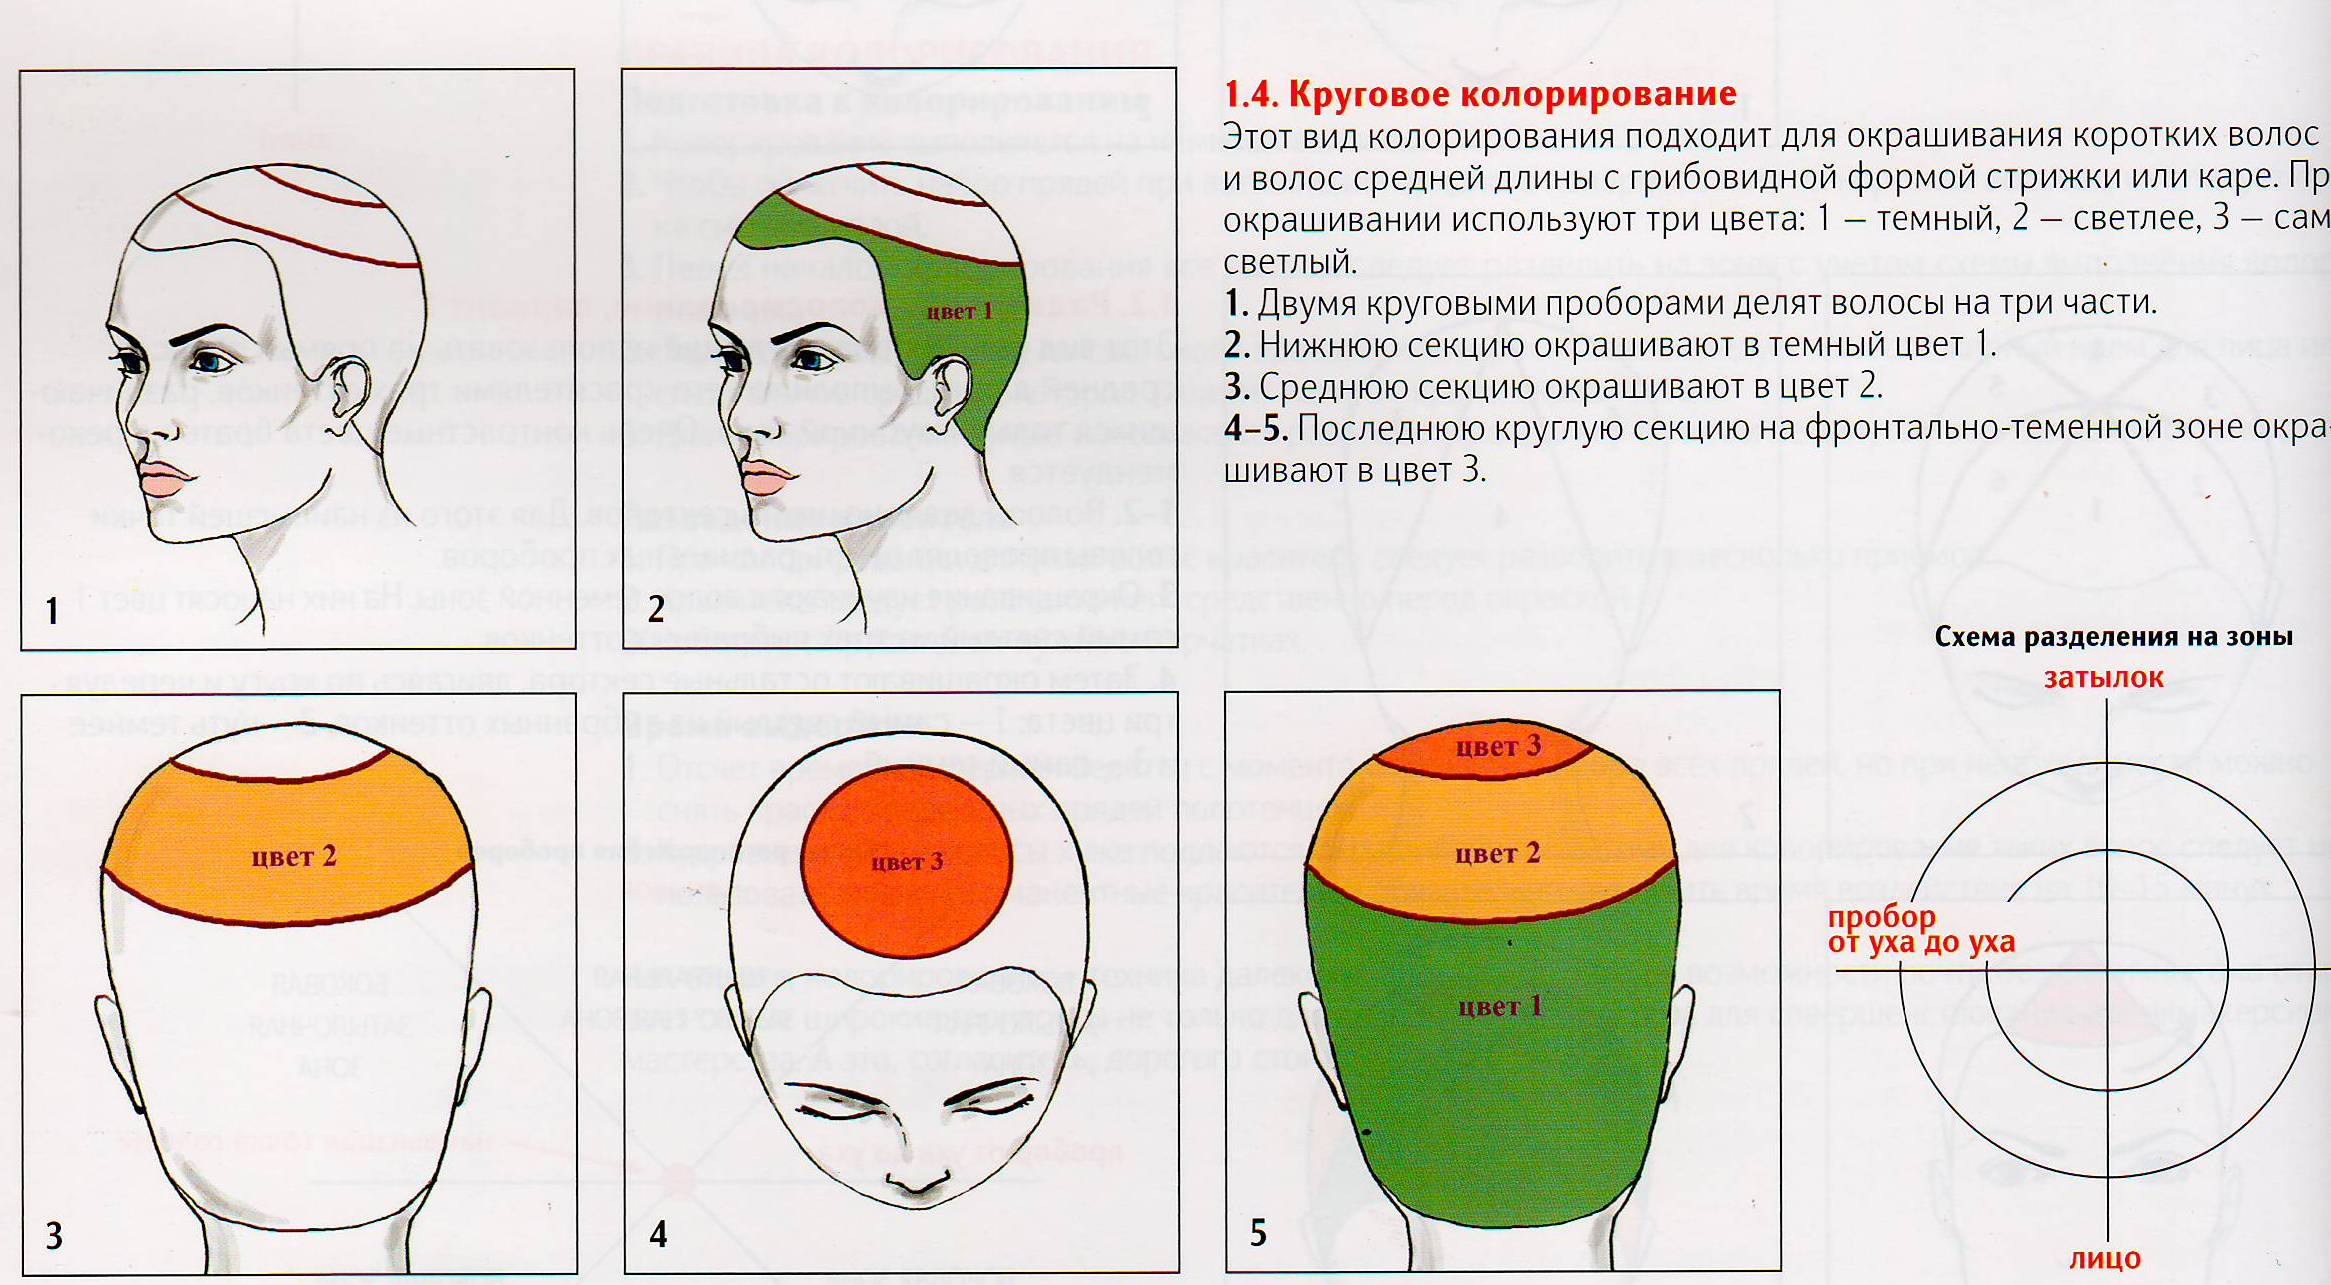 1.4. Круговое колорирование
Этот вид колорирования подходит для окрашивания коротких волос
и волос средней длины с грибовидной формой стрижки или каре. Пр
окрашивании используют три цвета: 1 – темный, 2 – светлее, 3 – сам
светлый.
1. Двумя круговыми проборами делят волосы на три части.
2. Нижнюю секцию окрашивают в темный цвет 1.
3. Среднюю секцию окрашивают в цвет 2.
4–5. Последнюю круглую секцию на фронтально-теменной зоне окра-
шивают в цвет 3.
1
цвет 1
2
цвет 2
3
цвет 3
4
цвет 3
цвет 2
цвет 1
5
Схема разделения на зоны
затылок
пробор
от уха до уха
лицо